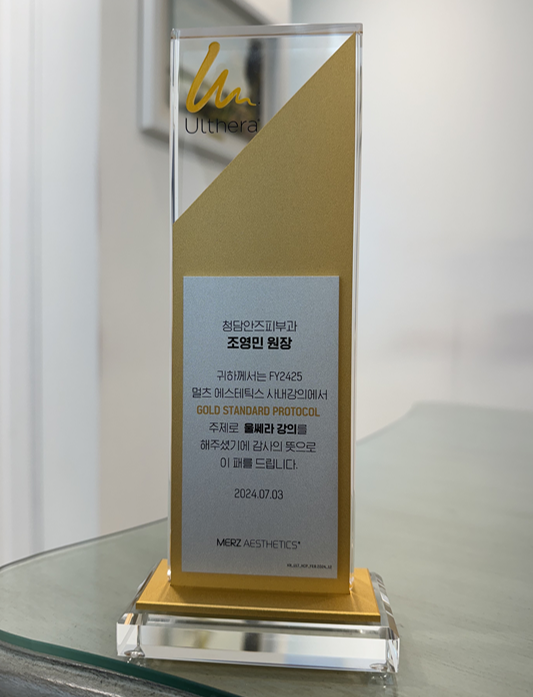 Ulthera
청담안즈피부과
조영민 원장
귀하께서는 FY2425
멀츠 에스테틱스 사내강의에서
GOLD STANDARD PROTOCOL
주제로 울쎄라 강의를
해주셨기에 감사의 뜻으로
이 패를 드립니다.
2024.07.03
MERZ AESTHETICS®